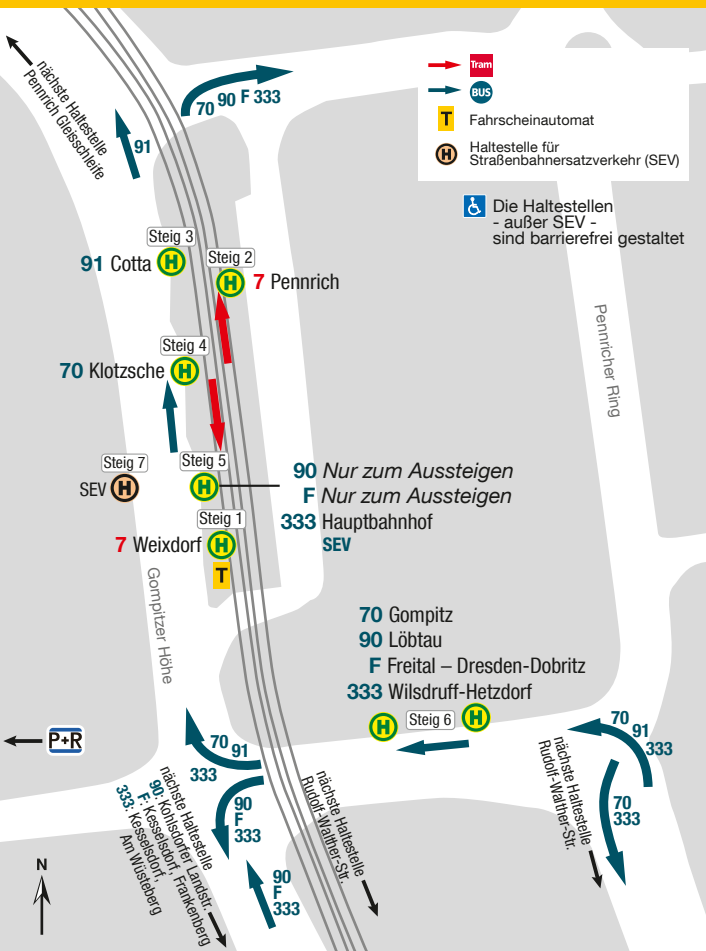 nächste Haltestelle
Pennrich Gleisschleife
91
70 90 F 333
Tram
BUS
T Fahrscheinautomat
H Haltestelle für
Straßenbahnersatzverkehr (SEV)
Die Haltestellen
- außer SEV -
sind barrierefrei gestaltet
Steig 3
91 Cotta H
Steig 2
H 7 Pennrich
Steig 4
70 Klotzsche H
Pennricher Ring
Steig 7
SEV H
Steig 5
H
90 Nur zum Aussteigen
F Nur zum Aussteigen
333 Hauptbahnhof
SEV
Steig 1
7 Weixdorf H
T
Gompitzer Höhe
70 Gompitz
90 Löbtau
F Freital – Dresden-Dobritz
333 Wilsdruff-Hetzdorf
H Steig 6 H
P+R
70
91
333
70
91
333
70
333
90
F
333
90
F
333
nächste Haltestelle
90: Kohlsdorfer Landstr.
F: Kesselsdorf, Frankenberg
333: Kesselsdorf
Am Wüsteberg
nächste Haltestelle
Rudolf-Walther-Str.
nächste Haltestelle
Rudolf-Walther-Str.
N